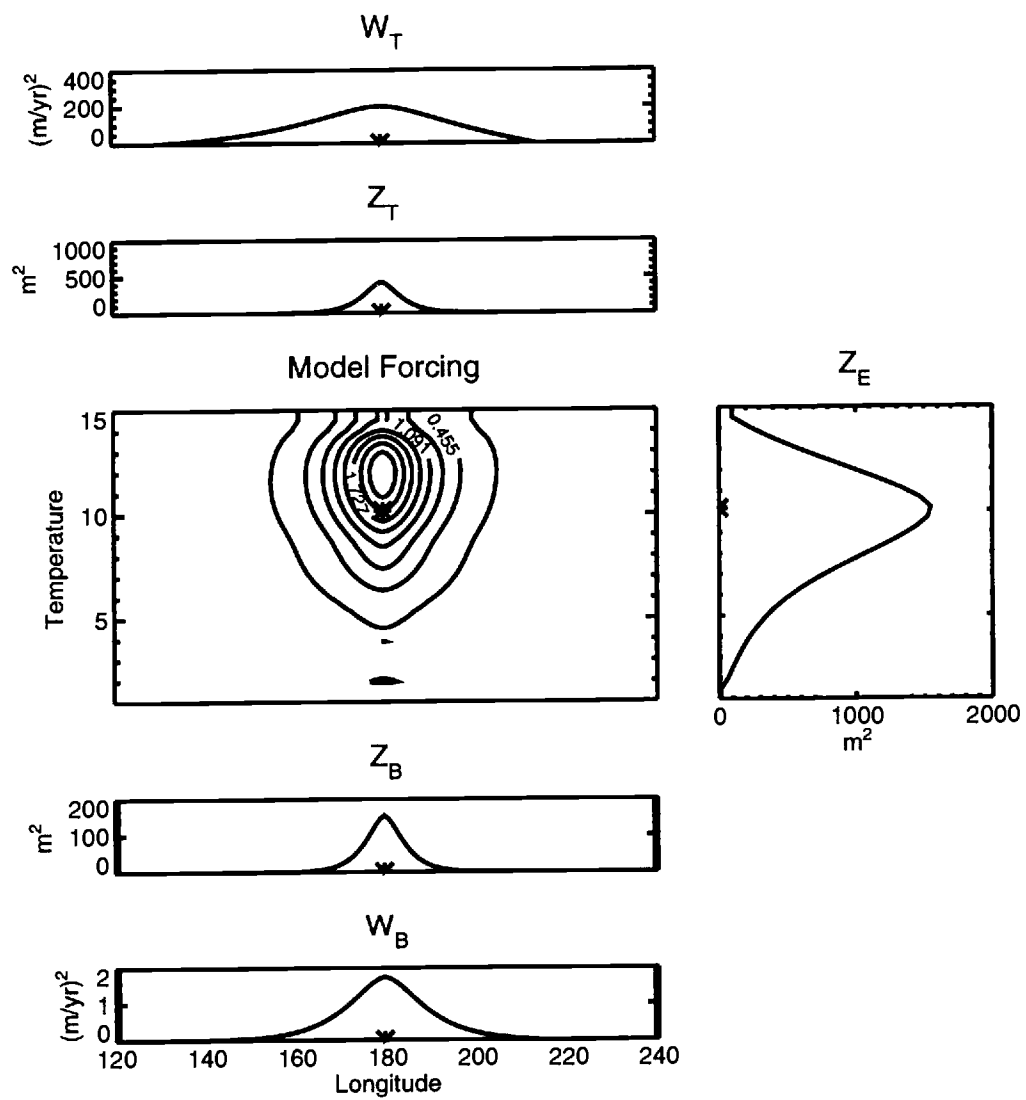 W_T
(m/yr)²
400
200
0
Z_T
m²
1000
500
0
Model Forcing
Temperature
15
10
5
0.455
1.091
1.727
Z_E
0 1000 2000
m²
Z_B
m²
200
100
0
W_B
(m/yr)²
2
1
0
120 140 160 180 200 220 240
Longitude